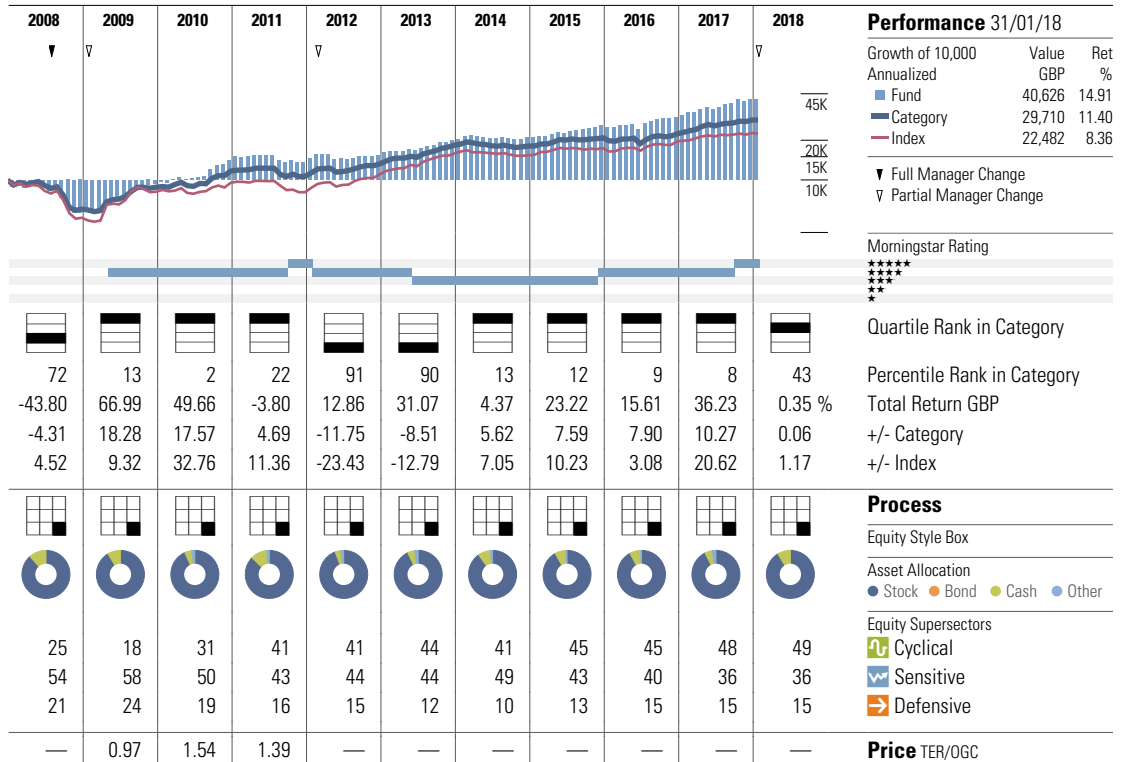 2008 2009 2010 2011 2012 2013 2014 2015 2016 2017 2018 Performance 31/01/18
Growth of 10,000 Value Ret
Annualized GBP %
Fund 40,626 14.91
Category 29,710 11.40
Index 22,482 8.36
45K
20K
15K
10K
Full Manager Change
Partial Manager Change
Morningstar Rating
★★★★★
★★★★
★★★
★★
★
Quartile Rank in Category
72 13 2 22 91 90 13 12 9 8 43 Percentile Rank in Category
-43.80 66.99 49.66 -3.80 12.86 31.07 4.37 23.22 15.61 36.23 0.35 % Total Return GBP
-4.31 18.28 17.57 4.69 -11.75 -8.51 5.62 7.59 7.90 10.27 0.06 +/- Category
4.52 9.32 32.76 11.36 -23.43 -12.79 7.05 10.23 3.08 20.62 1.17 +/- Index
Process
Equity Style Box
Asset Allocation
Stock Bond Cash Other
Equity Supersectors
25 18 31 41 41 44 41 45 45 48 49 Cyclical
54 58 50 43 44 44 49 43 40 36 36 Sensitive
21 24 19 16 15 12 10 13 15 15 15 Defensive
— 0.97 1.54 1.39 — — — — — — — Price TER/OGC